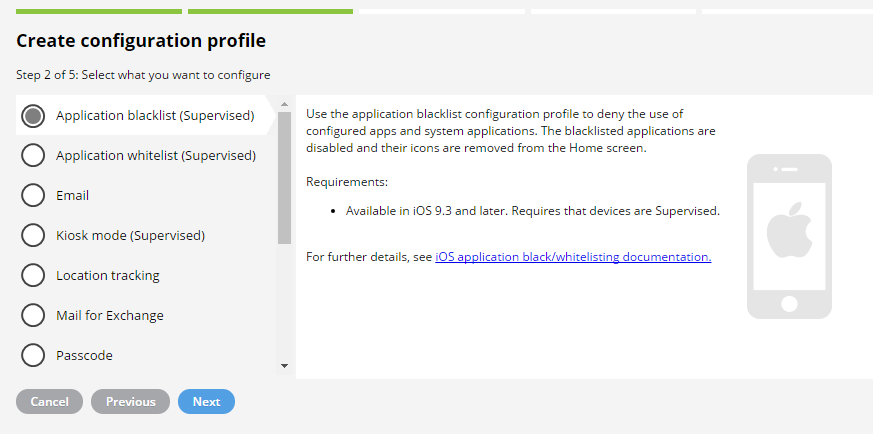 Create configuration profile
Step 2 of 5: Select what you want to configure
Application blacklist (Supervised)
Application whitelist (Supervised)
Email
Kiosk mode (Supervised)
Location tracking
Mail for Exchange
Passcode
Use the application blacklist configuration profile to deny the use of
configured apps and system applications. The blacklisted applications are
disabled and their icons are removed from the Home screen.
Requirements:
• Available in iOS 9.3 and later. Requires that devices are Supervised.
For further details, see iOS application black/whitelisting documentation.
Cancel
Previous
Next